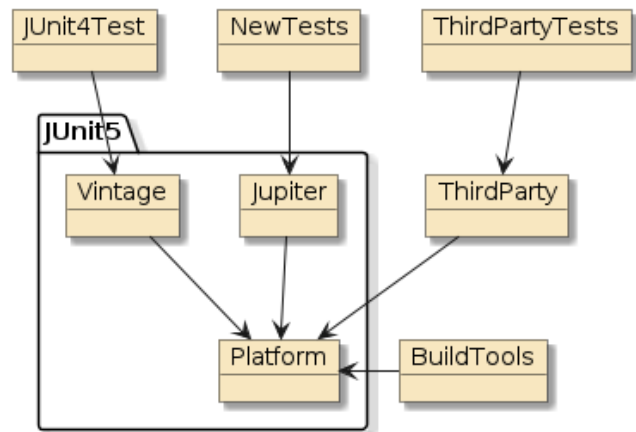 JUnit4Test
NewTests
ThirdPartyTests
JUnit5
Vintage
Jupiter
ThirdParty
Platform
BuildTools